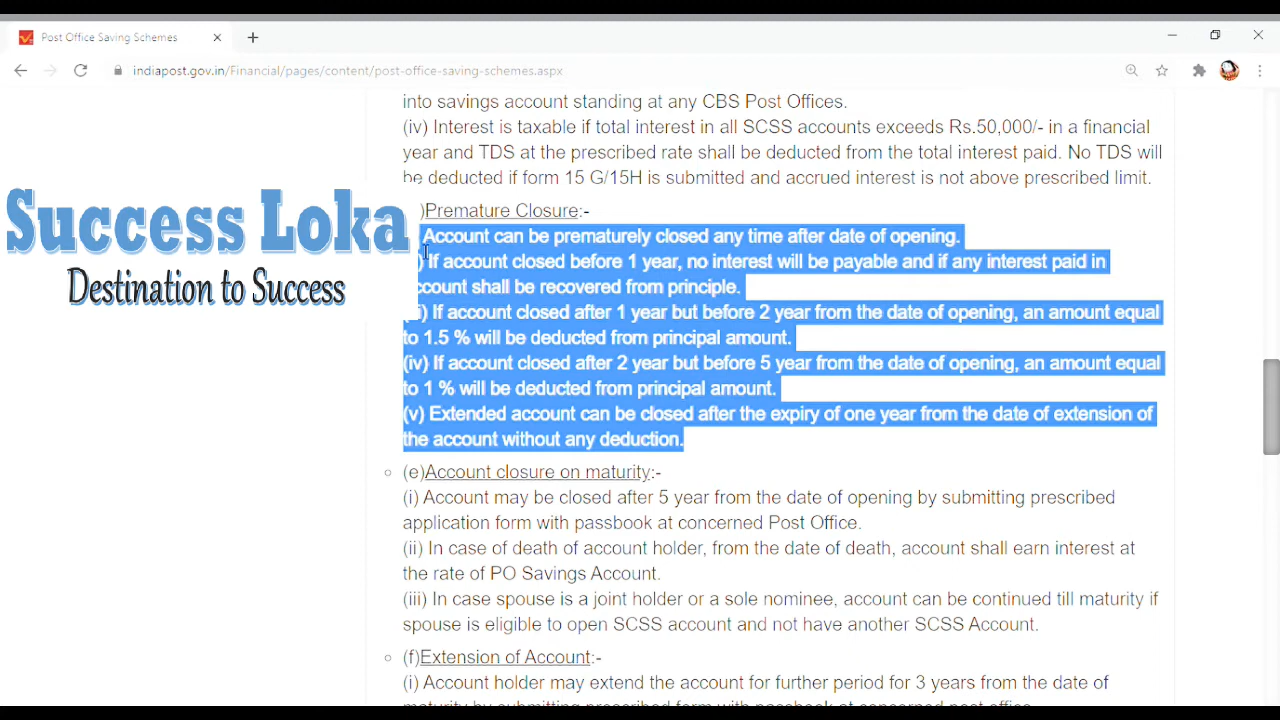 Post Office Saving Schemes
indiapost.gov.in/Financial/pages/content/post-office-saving-schemes.aspx
into savings account standing at any CBS Post Offices.
(iv) Interest is taxable if total interest in all SCSS accounts exceeds Rs.50,000/- in a financial
year and TDS at the prescribed rate shall be deducted from the total interest paid. No TDS will
be deducted if form 15 G/15H is submitted and accrued interest is not above prescribed limit.
Success Loka
Destination to Success
)Premature Closure:-
Account can be prematurely closed any time after date of opening.
) If account closed before 1 year, no interest will be payable and if any interest paid in
ccount shall be recovered from principle.
(iii) If account closed after 1 year but before 2 year from the date of opening, an amount equal
to 1.5 % will be deducted from principal amount.
(iv) If account closed after 2 year but before 5 year from the date of opening, an amount equal
to 1 % will be deducted from principal amount.
(v) Extended account can be closed after the expiry of one year from the date of extension of
the account without any deduction.
(e)Account closure on maturity:-
(i) Account may be closed after 5 year from the date of opening by submitting prescribed
application form with passbook at concerned Post Office.
(ii) In case of death of account holder, from the date of death, account shall earn interest at
the rate of PO Savings Account.
(iii) In case spouse is a joint holder or a sole nominee, account can be continued till maturity if
spouse is eligible to open SCSS account and not have another SCSS Account.
(f)Extension of Account:-
(i) Account holder may extend the account for further period for 3 years from the date of
maturity by submitting prescribed form with passbook at concerned post office.